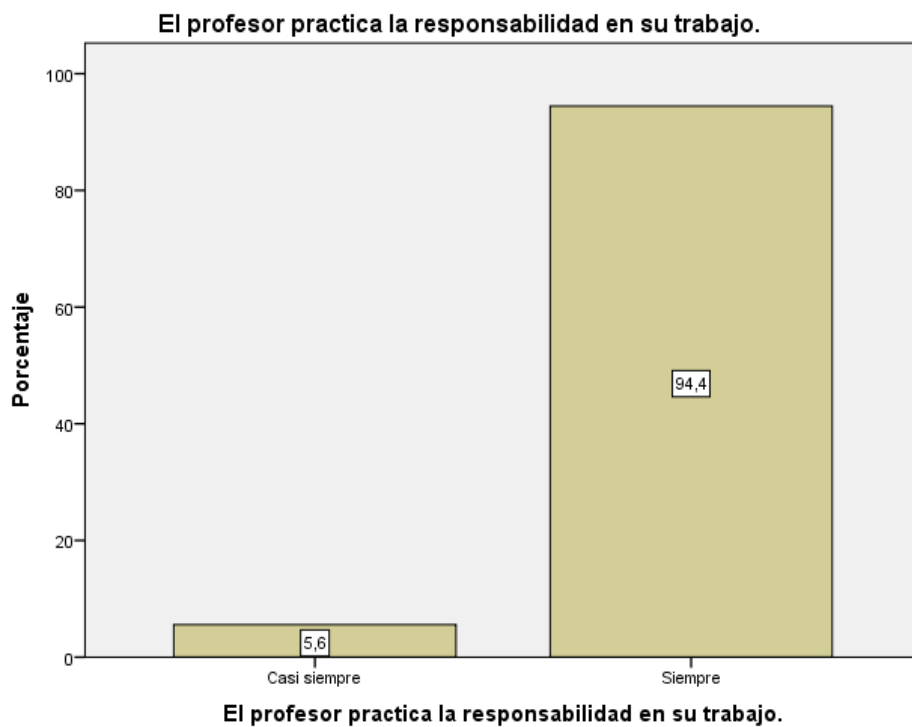 El profesor practica la responsabilidad en su trabajo.
100
80
60
40
20
0
Porcentaje
94,4
5,6
Casi siempre
Siempre
El profesor practica la responsabilidad en su trabajo.